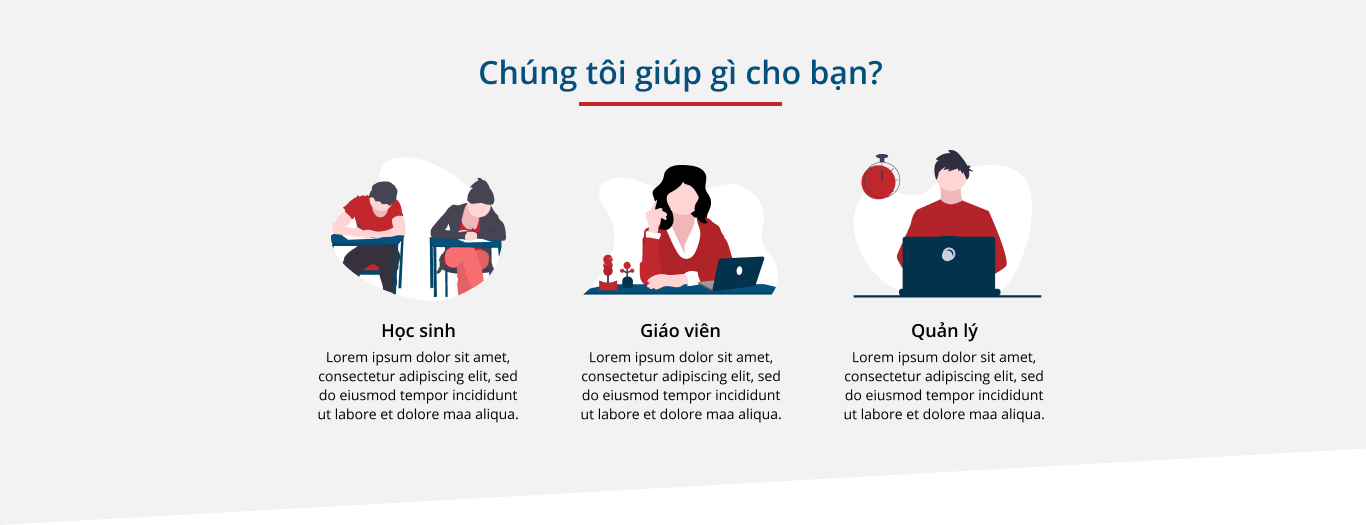 Chúng tôi giúp gì cho bạn?
Học sinh
Lorem ipsum dolor sit amet,
consectetur adipiscing elit, sed
do eiusmod tempor incididunt
ut labore et dolore maa aliqua.
Giáo viên
Lorem ipsum dolor sit amet,
consectetur adipiscing elit, sed
do eiusmod tempor incididunt
ut labore et dolore maa aliqua.
Quản lý
Lorem ipsum dolor sit amet,
consectetur adipiscing elit, sed
do eiusmod tempor incididunt
ut labore et dolore maa aliqua.